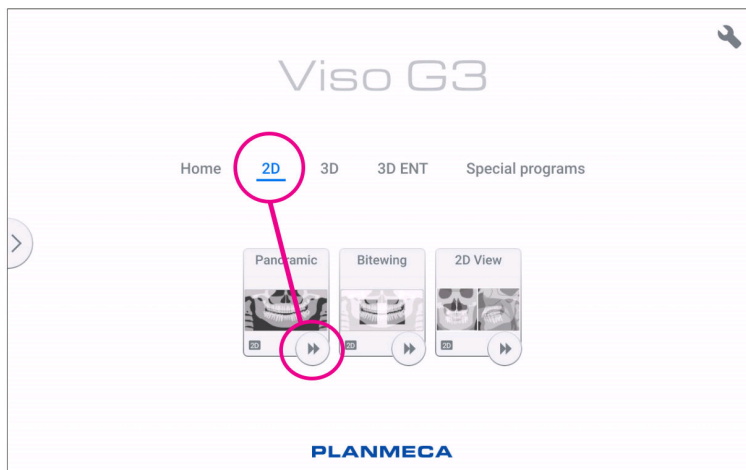 Viso G3
Home 2D 3D 3D ENT Special programs
Panoramic Bitewing 2D View
2D 2D 2D
PLANMECA